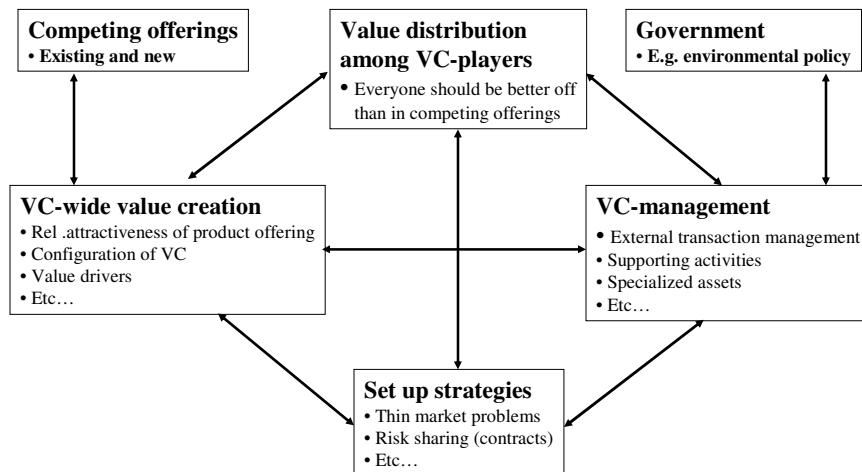 Competing offerings
• Existing and new
Value distribution
among VC-players
• Everyone should be better off
than in competing offerings
Government
• E.g. environmental policy
VC-wide value creation
• Rel .attractiveness of product offering
• Configuration of VC
• Value drivers
• Etc…
VC-management
• External transaction management
• Supporting activities
• Specialized assets
• Etc…
Set up strategies
• Thin market problems
• Risk sharing (contracts)
• Etc…